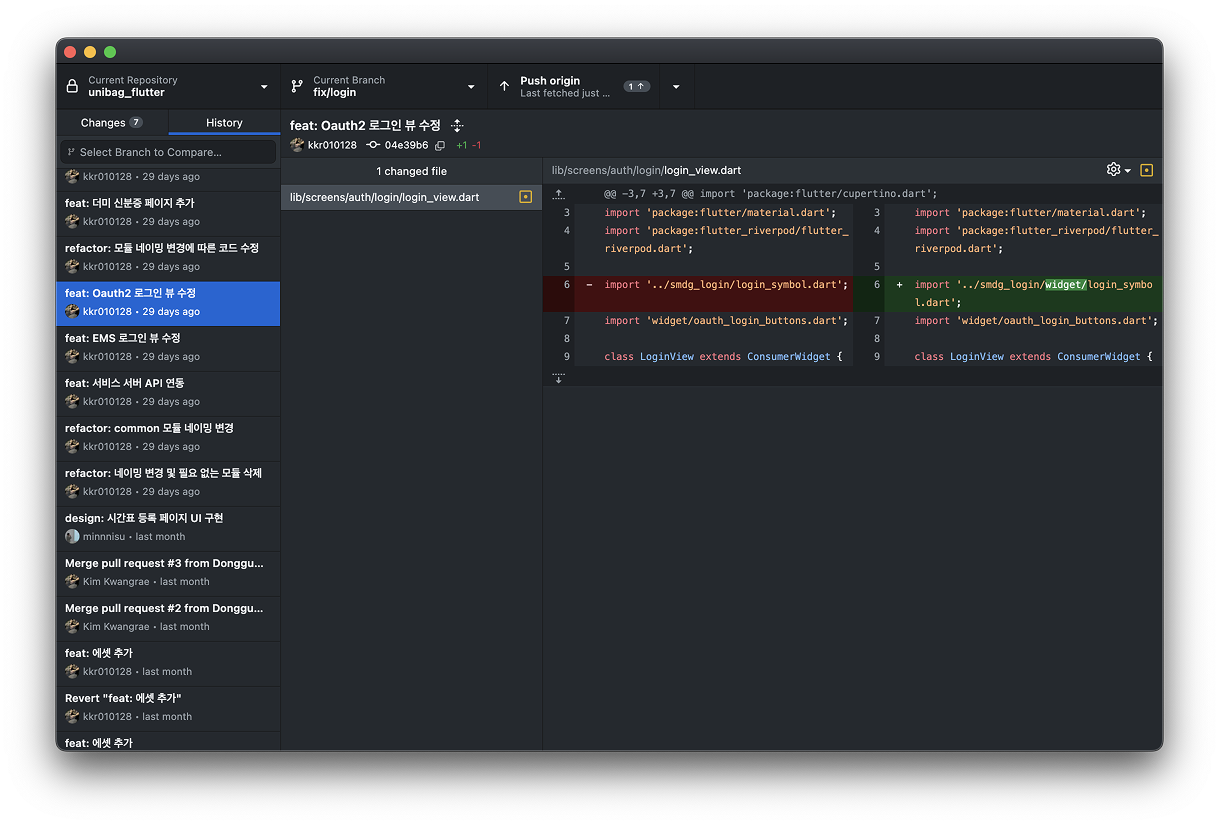 Current Repository
unibag_flutter
Current Branch
fix/login
Push origin
Last fetched just ...
1
Changes 7
History
Select Branch to Compare...
kkr010128 • 29 days ago
feat: 더미 신분증 페이지 추가
kkr010128 • 29 days ago
refactor: 모듈 네이밍 변경에 따른 코드 수정
kkr010128 • 29 days ago
feat: Oauth2 로그인 뷰 수정
kkr010128 • 29 days ago
feat: EMS 로그인 뷰 수정
kkr010128 • 29 days ago
feat: 서비스 서버 API 연동
kkr010128 • 29 days ago
refactor: common 모듈 네이밍 변경
kkr010128 • 29 days ago
refactor: 네이밍 변경 및 필요 없는 모듈 삭제
kkr010128 • 29 days ago
design: 시간표 등록 페이지 UI 구현
minnnisu • last month
Merge pull request #3 from Donggu...
Kim Kwangrae • last month
Merge pull request #2 from Donggu...
Kim Kwangrae • last month
feat: 에셋 추가
kkr010128 • last month
Revert "feat: 에셋 추가"
kkr010128 • last month
feat: 에셋 추가
feat: Oauth2 로그인 뷰 수정
kkr010128 04e39b6 +1 -1
1 changed file
lib/screens/auth/login/login_view.dart
lib/screens/auth/login/login_view.dart
@@ -3,7 +3,7 @@ import 'package:flutter/cupertino.dart';
3 import 'package:flutter/material.dart';
4 import 'package:flutter_riverpod/flutter_
riverpod.dart';
5
6 - import '../smdg_login/login_symbol.dart';
7 import 'widget/oauth_login_buttons.dart';
8
9 class LoginView extends ConsumerWidget {
3 import 'package:flutter/material.dart';
4 import 'package:flutter_riverpod/flutter_
riverpod.dart';
5
6 + import '../smdg_login/widget/login_symbo
l.dart';
7 import 'widget/oauth_login_buttons.dart';
8
9 class LoginView extends ConsumerWidget {